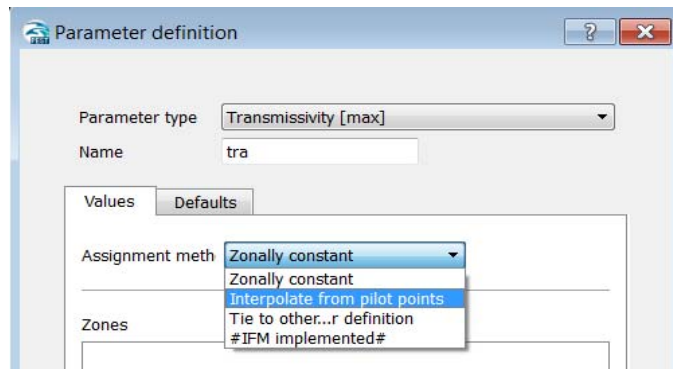 Parameter definition
Parameter type Transmissivity [max]
Name tra
Values Defaults
Assignment meth Zonally constant
Zonally constant
Interpolate from pilot points
Tie to other...r definition
#IFM implemented#
Zones